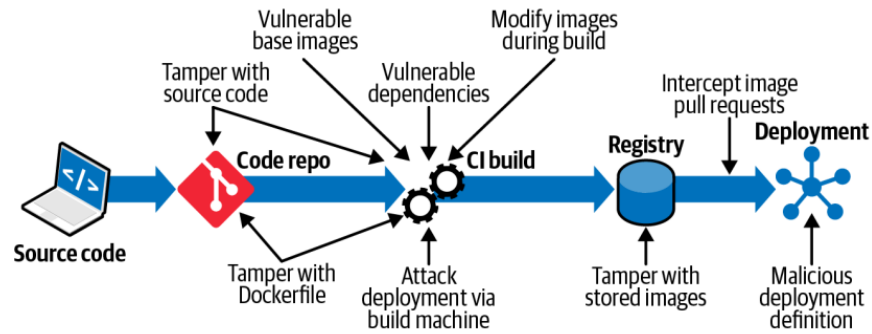 Vulnerable
base images
Modify images
during build
Tamper with
source code
Vulnerable
dependencies
Intercept image
pull requests
Code repo
CI build
Registry
Deployment
</>
Source code
Tamper with
Dockerfile
Attack
deployment via
build machine
Tamper with
stored images
Malicious
deployment
definition